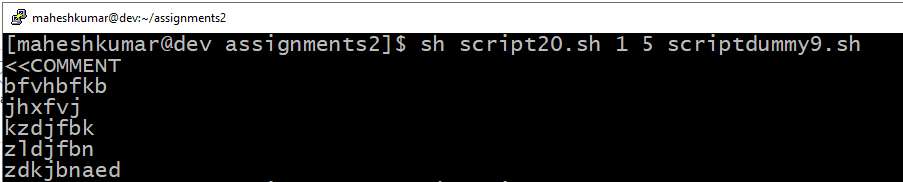 maheshkumar@dev:~/assignments2
[maheshkumar@dev assignments2]$ sh script20.sh 1 5 scriptdummy9.sh
<<COMMENT
bfvhbfkb
jhxfvj
kzdjfbk
zldjfbn
zdkjbnaed